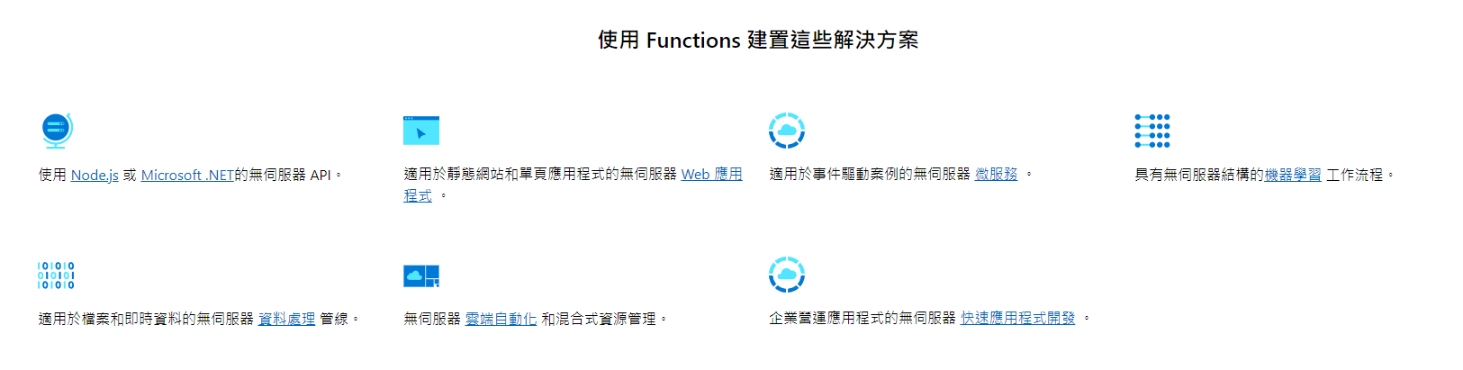 使用 Functions 建置這些解決方案
使用 Node.js 或 Microsoft .NET的無伺服器 API。
適用於靜態網站和單頁應用程式的無伺服器 Web 應用
程式 。
適用於事件驅動案例的無伺服器 微服務 。
具有無伺服器結構的機器學習 工作流程。
適用於檔案和即時資料的無伺服器 資料處理 管線。
無伺服器 雲端自動化 和混合式資源管理。
企業營運應用程式的無伺服器 快速應用程式開發 。